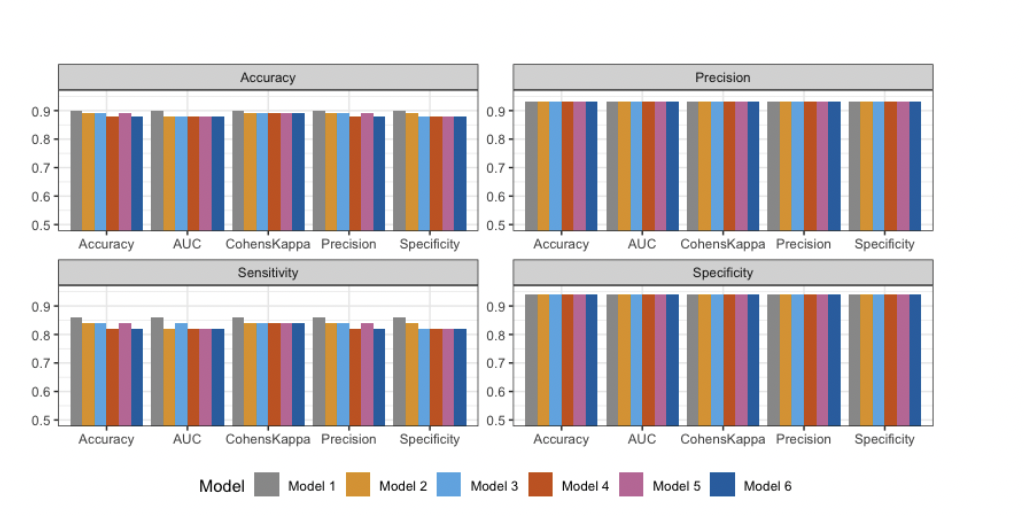 Accuracy
Precision
0.9
0.8
0.7
0.6
0.5
Accuracy AUC CohensKappa Precision Specificity
0.9
0.8
0.7
0.6
0.5
Accuracy AUC CohensKappa Precision Specificity
Sensitivity
Specificity
0.9
0.8
0.7
0.6
0.5
Accuracy AUC CohensKappa Precision Specificity
0.9
0.8
0.7
0.6
0.5
Accuracy AUC CohensKappa Precision Specificity
Model Model 1 Model 2 Model 3 Model 4 Model 5 Model 6